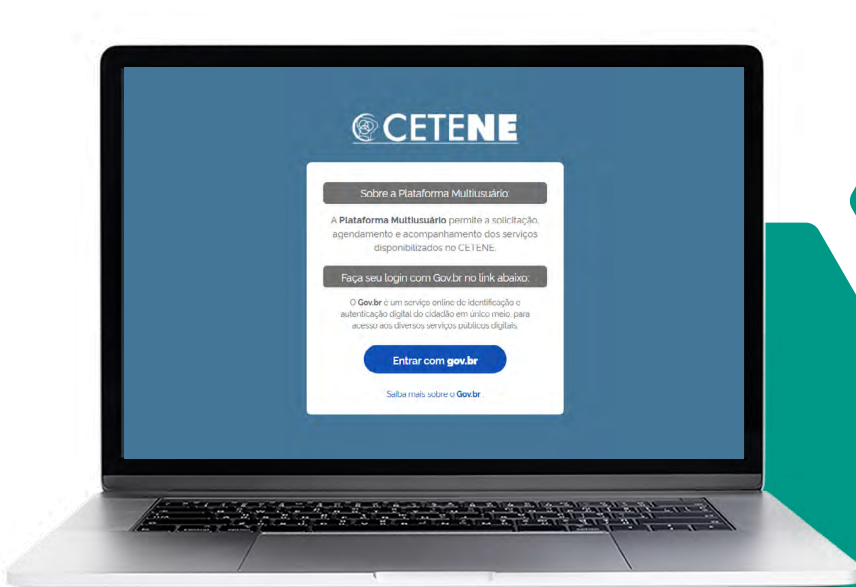 CETENE
Sobre a Plataforma Multiusuário:
A Plataforma Multiusuário permite a solicitação,
agendamento e acompanhamento dos serviços
disponibilizados no CETENE.
Faça seu login com Gov.br no link abaixo:
O Gov.br é um serviço online de identificação e
autenticação digital do cidadão em único meio, para
acesso aos diversos serviços públicos digitais.
Entrar com gov.br
Saiba mais sobre o Gov.br